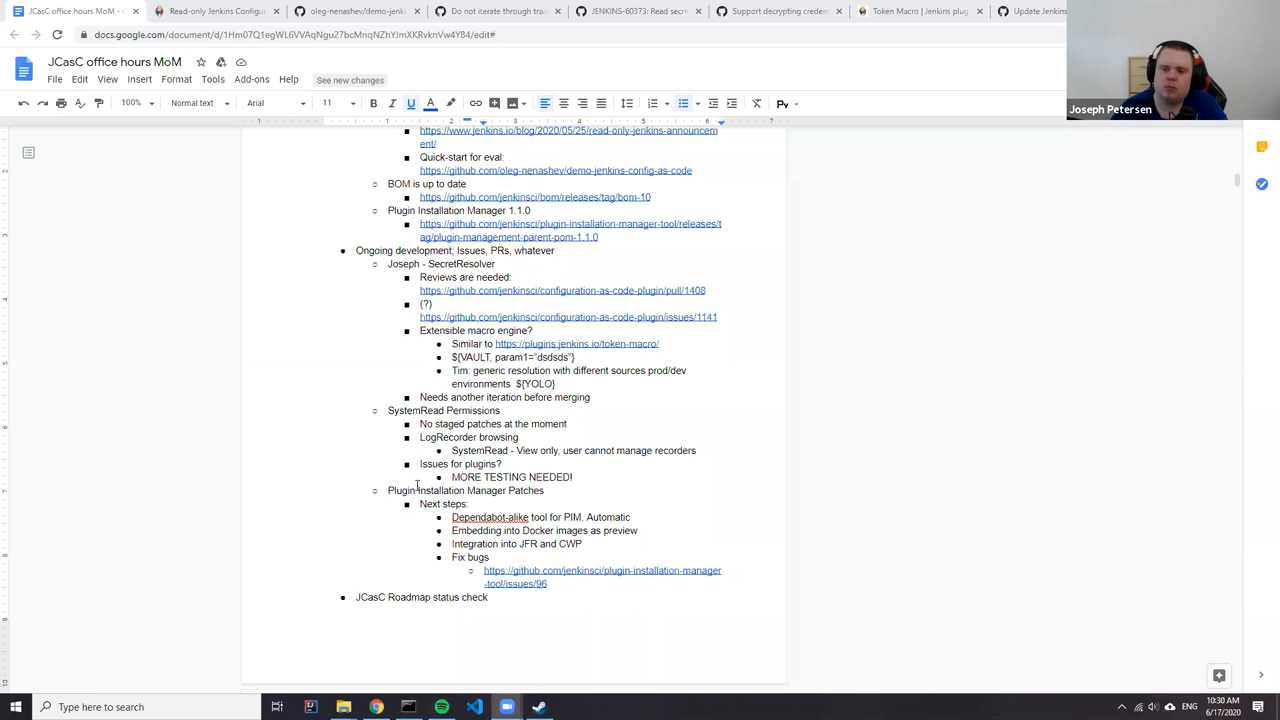 JCasC office hours MoM - G
Read-only Jenkins Configur
oleg-nenashev/demo-jenk
Do not iterate through tra
JENKINS-60373: Read secr
Support decrypting creden
Token Macro | Jenkins plug
Update Jenkins
docs.google.com/document/d/1Hm07Q1egWL6VVAqNgu27bcMnqNZhYJmXKRvknVw4Y84/edit#
JCasC office hours MoM
File Edit View Insert Format Tools Add-ons Help See new changes
100% Normal text Arial 11 B I U A
1 1 2 3 4 5 6 7
https://www.jenkins.io/blog/2020/05/25/read-only-jenkins-announcem
ent/
Quick-start for eval:
https://github.com/oleg-nenashev/demo-jenkins-config-as-code
BOM is up to date
https://github.com/jenkinsci/bom/releases/tag/bom-10
Plugin Installation Manager 1.1.0
https://github.com/jenkinsci/plugin-installation-manager-tool/releases/t
ag/plugin-management-parent-pom-1.1.0
Ongoing development; Issues, PRs, whatever
Joseph - SecretResolver
Reviews are needed:
https://github.com/jenkinsci/configuration-as-code-plugin/pull/1408
(?)
https://github.com/jenkinsci/configuration-as-code-plugin/issues/1141
Extensible macro engine?
Similar to https://plugins.jenkins.io/token-macro/
${VAULT, param1="dsdsds"}
Tim: generic resolution with different sources prod/dev
environments ${YOLO}
Needs another iteration before merging
SystemRead Permissions
No staged patches at the moment
LogRecorder browsing
SystemRead - View only, user cannot manage recorders
Issues for plugins?
MORE TESTING NEEDED!
Plugin Installation Manager Patches
Next steps:
Dependabot-alike tool for PIM. Automatic
Embedding into Docker images as preview
Integration into JFR and CWP
Fix bugs
https://github.com/jenkinsci/plugin-installation-manager
-tool/issues/96
JCasC Roadmap status check
Joseph Petersen
Type here to search
ENG
10:30 AM
6/17/2020